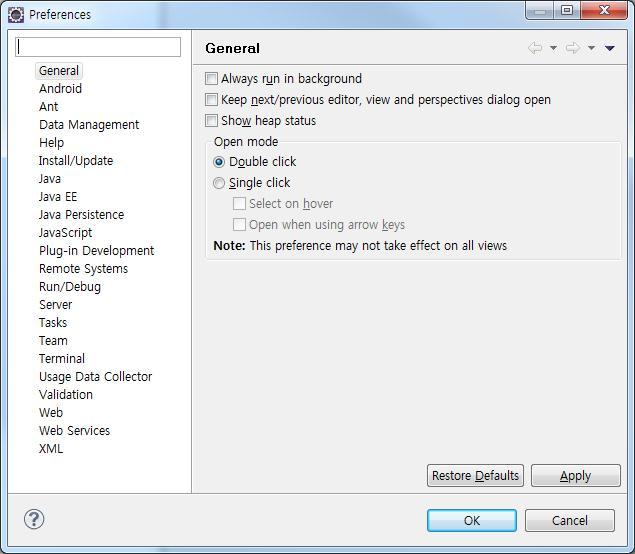 Preferences
General
Android
Ant
Data Management
Help
Install/Update
Java
Java EE
Java Persistence
JavaScript
Plug-in Development
Remote Systems
Run/Debug
Server
Tasks
Team
Terminal
Usage Data Collector
Validation
Web
Web Services
XML
General
Always run in background
Keep next/previous editor, view and perspectives dialog open
Show heap status
Open mode
Double click
Single click
Select on hover
Open when using arrow keys
Note: This preference may not take effect on all views
Restore Defaults
Apply
?
OK
Cancel